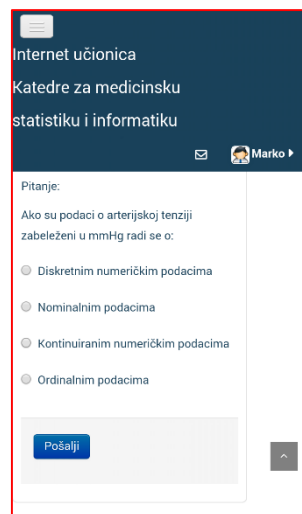 Internet učionica
Katedre za medicinsku
statistiku i informatiku
Marko
Pitanje:
Ako su podaci o arterijskoj tenziji
zabeleženi u mmHg radi se o:
Diskretnim numeričkim podacima
Nominalnim podacima
Kontinuiranim numeričkim podacima
Ordinalnim podacima
Pošalji